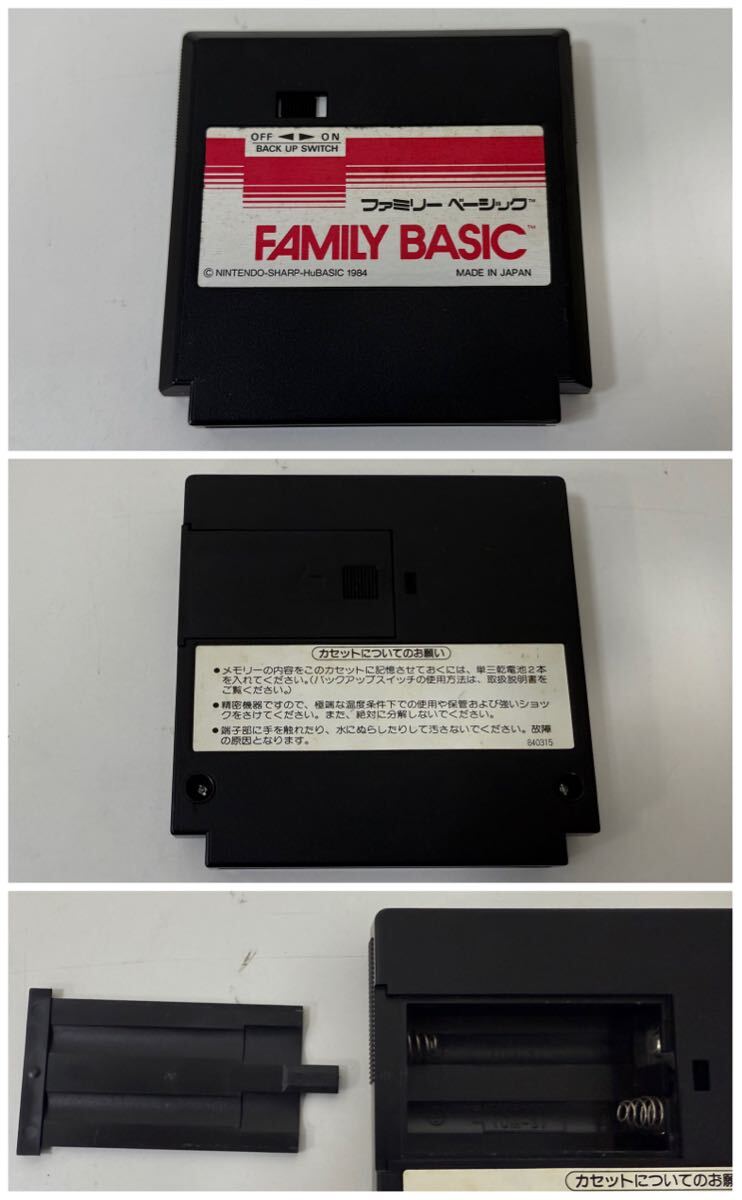 OFF ◀▶ ON
BACK UP SWITCH
ファミリー ベーシック™
FAMILY BASIC™
© NINTENDO-SHARP-HuBASIC 1984 MADE IN JAPAN
カセットについてのお願い
●メモリーの内容をこのカセットに記憶させておくには、単三乾電池2本
を入れてください。(バックアップスイッチの使用方法は、取扱説明書を
ご覧ください。)
●精密機器ですので、極端な温度条件下での使用や保管および強いショッ
クをさけてください。また、絶対に分解しないでください。
●端子部に手を触れたり、水にぬらしたりして汚さないでください。故障
の原因となります。 840315
カセットについてのお願